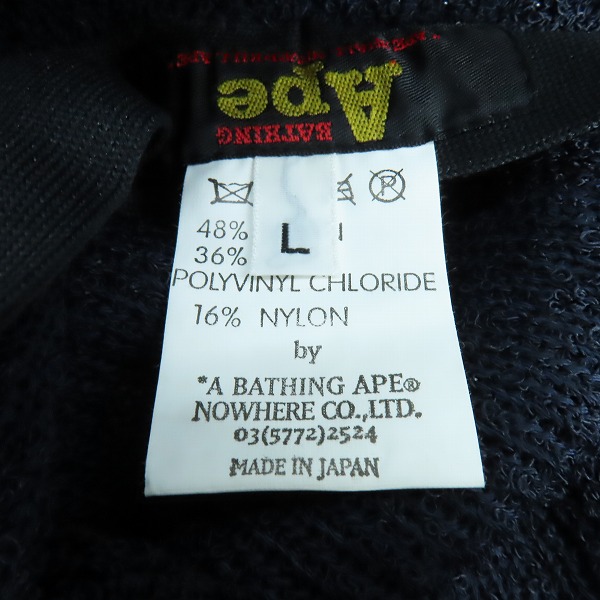 BATHING
Ape
48%
36%
L
POLYVINYL CHLORIDE
16% NYLON
by
*A BATHING APE®
NOWHERE CO.,LTD.
03(5772)2524
MADE IN JAPAN